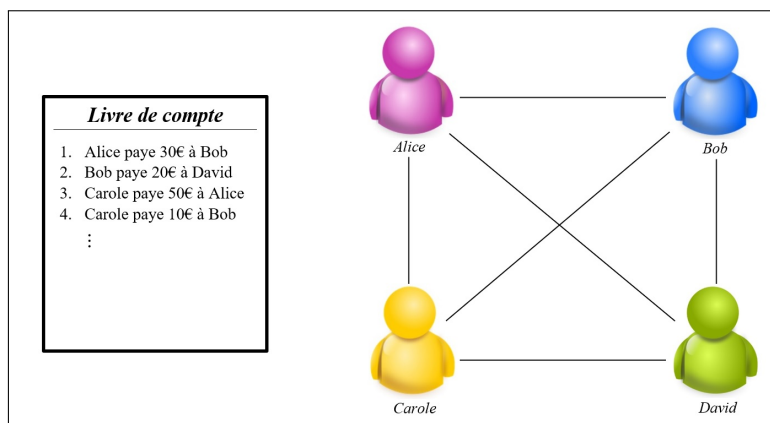 Livre de compte
1. Alice paye 30€ à Bob
2. Bob paye 20€ à David
3. Carole paye 50€ à Alice
4. Carole paye 10€ à Bob
⋮
Alice
Bob
Carole
David